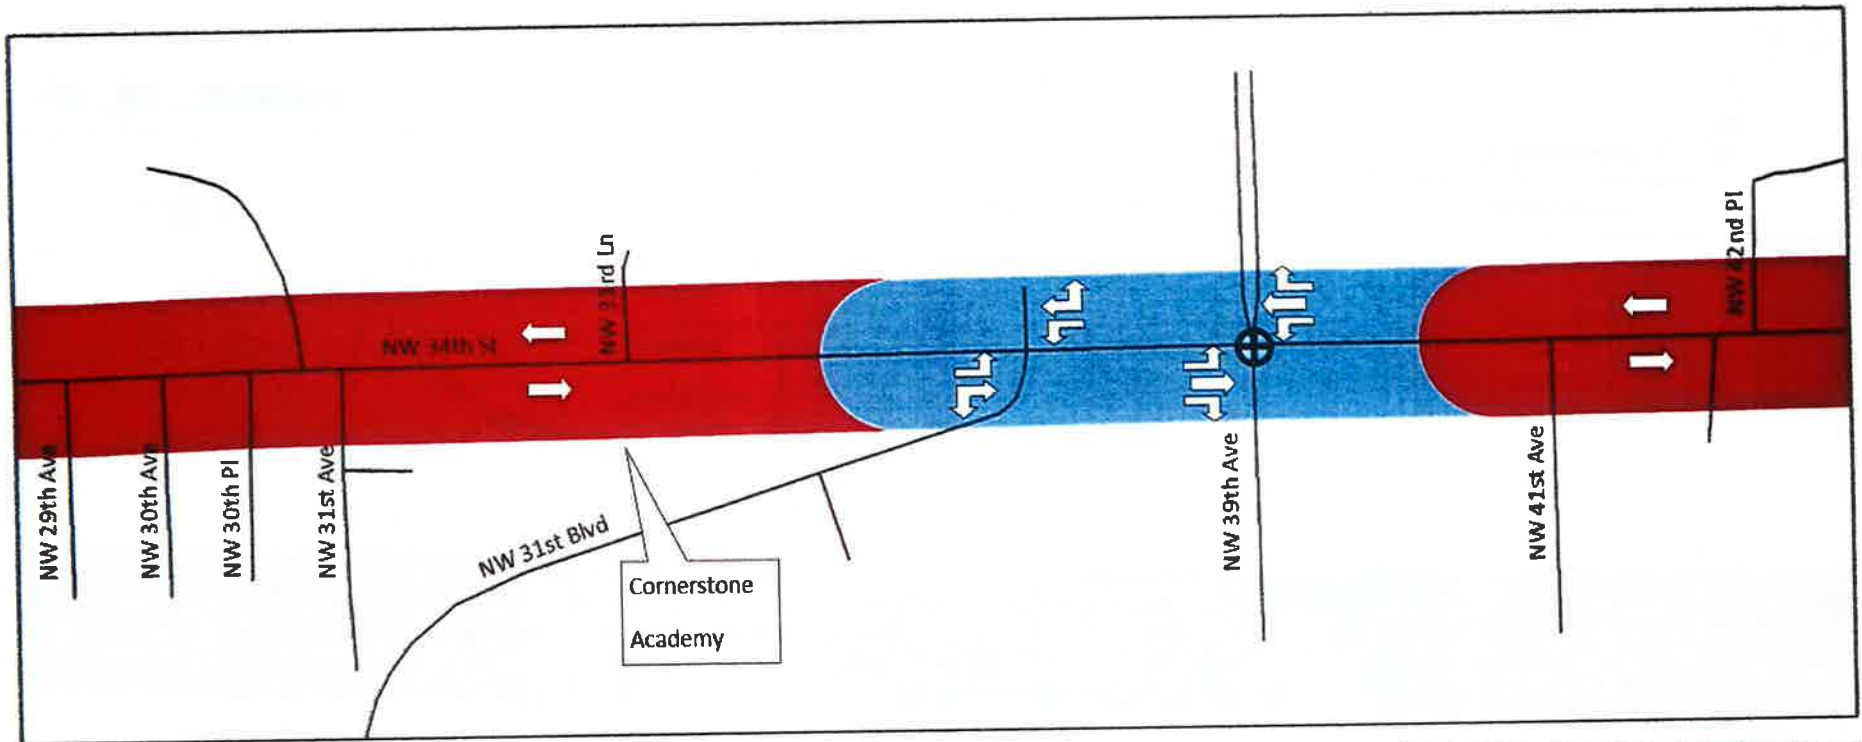 NW 33rd Ln
NW 42nd Pl
NW 34th St
NW 29th Ave
NW 30th Ave
NW 30th Pl
NW 31st Ave
NW 31st Blvd
NW 39th Ave
NW 41st Ave
Cornerstone
Academy